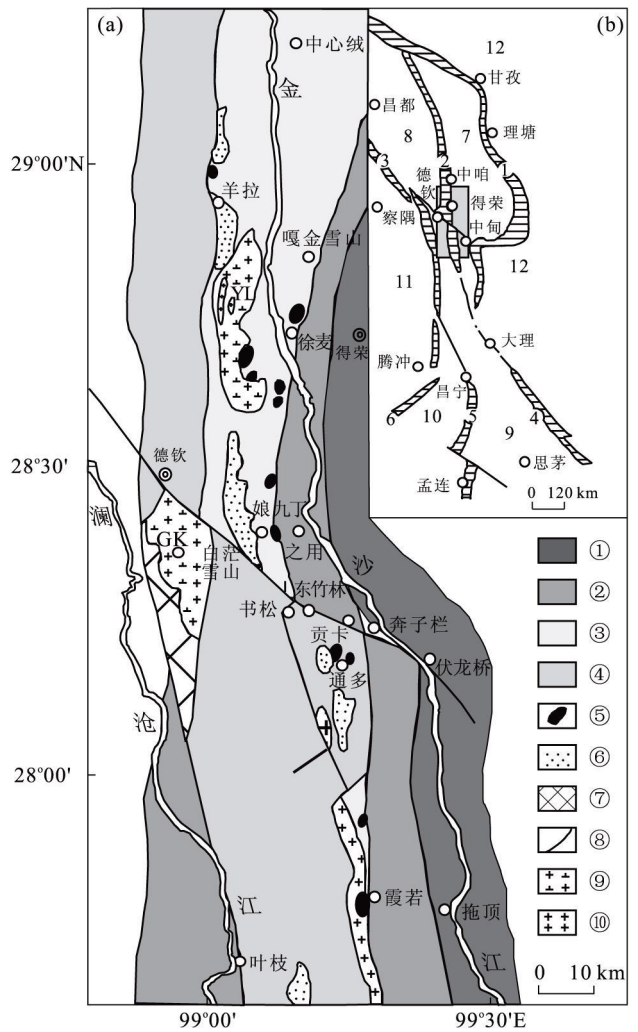 (a)
中心绒
金
29°00'N
羊拉
嘎金雪山
YL
徐麦
得荣
28°30'
德钦
澜
娘九丁
GK
白茫
雪山
之用
沙
东竹林
书松
奔子栏
贡卡
伏龙桥
通多
沧
28°00'
霞若
拖顶
江
江
叶枝
99°00'
99°30'E
(b)
12
甘孜
昌都
8
7
理塘
3
2
1
德
钦
中咱
得荣
察隅
中甸
12
11
大理
腾冲
昌宁
6
10
5
4
9
思茅
孟连
0 120 km
①
②
③
④
⑤
⑥
⑦
⑧
⑨
⑩
0 10 km